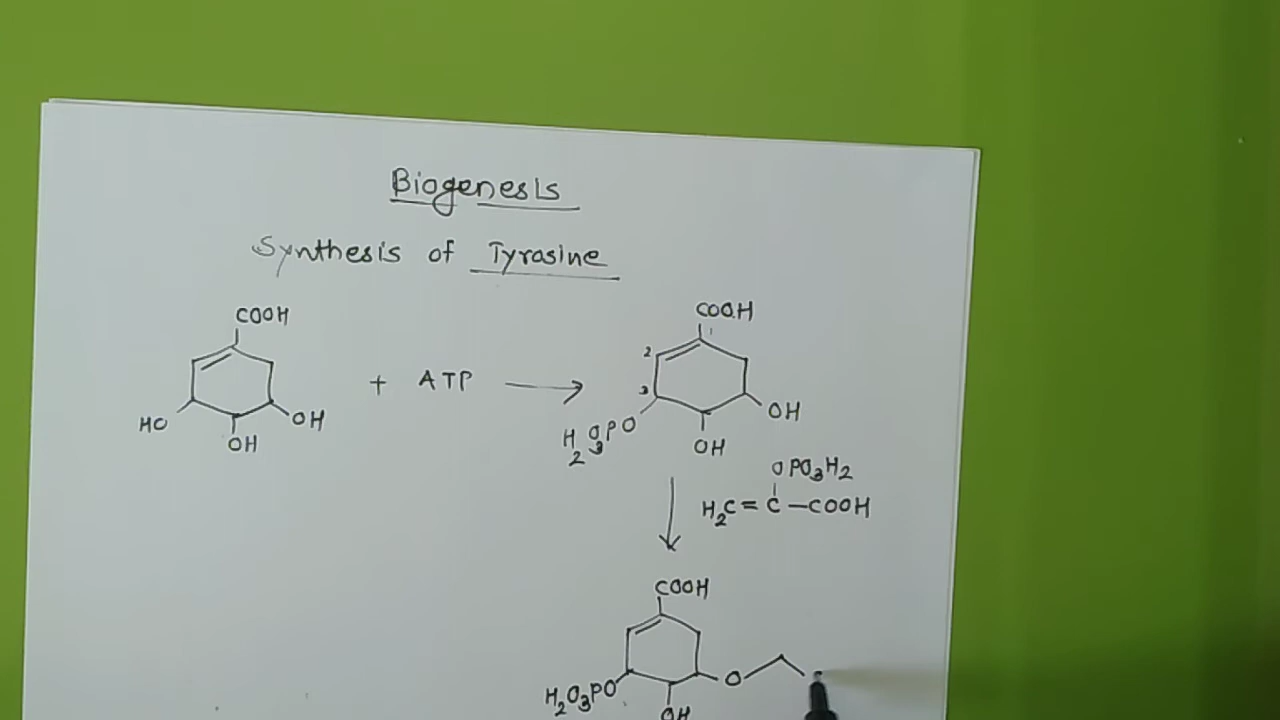 Biogenesis
Synthesis of Tyrosine
COOH
HO
OH
OH
+ ATP
COOH
2
3
H2O3PO
OH
OH
OPO3H2
H2C=C-COOH
COOH
H2O3PO
OH
O